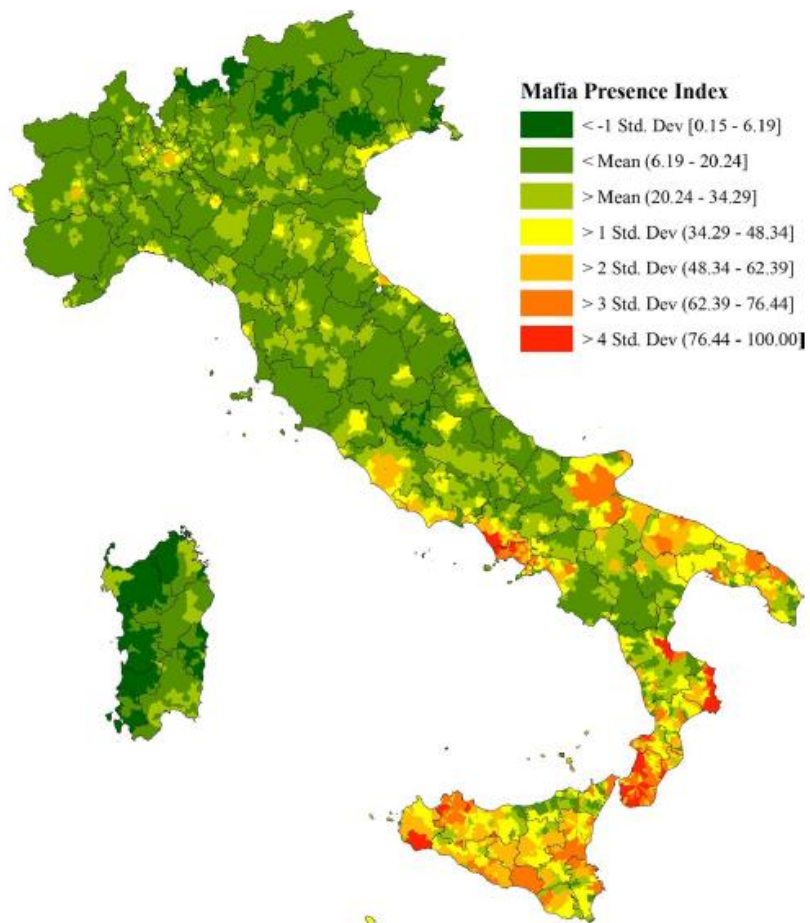 Mafia Presence Index
< -1 Std. Dev [0.15 - 6.19]
< Mean (6.19 - 20.24]
> Mean (20.24 - 34.29]
> 1 Std. Dev (34.29 - 48.34]
> 2 Std. Dev (48.34 - 62.39]
> 3 Std. Dev (62.39 - 76.44]
> 4 Std. Dev (76.44 - 100.00]